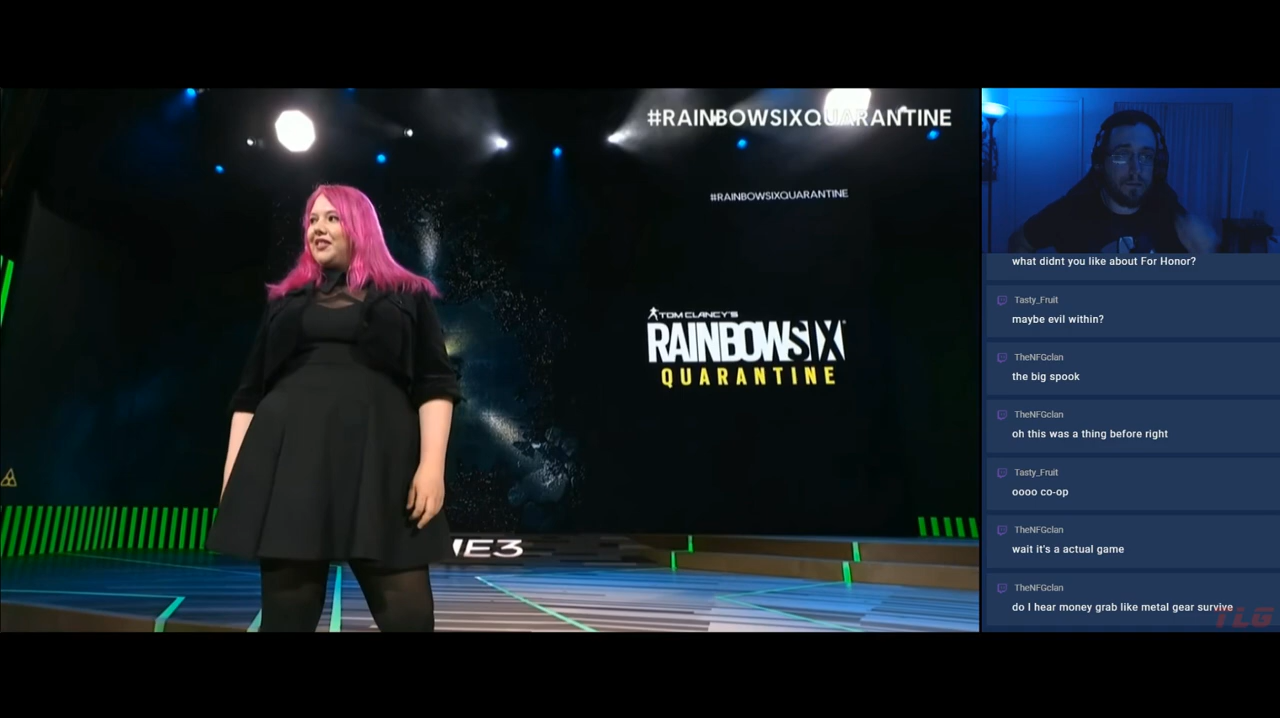 #RAINBOWSIXQUARANTINE
#RAINBOWSIXQUARANTINE
TOM CLANCY'S
RAINBOWSIX
QUARANTINE
E3
what didnt you like about For Honor?
Tasty_Fruit
maybe evil within?
TheNFGclan
the big spook
TheNFGclan
oh this was a thing before right
Tasty_Fruit
oooo co-op
TheNFGclan
wait it's a actual game
TheNFGclan
do I hear money grab like metal gear survive
TLG